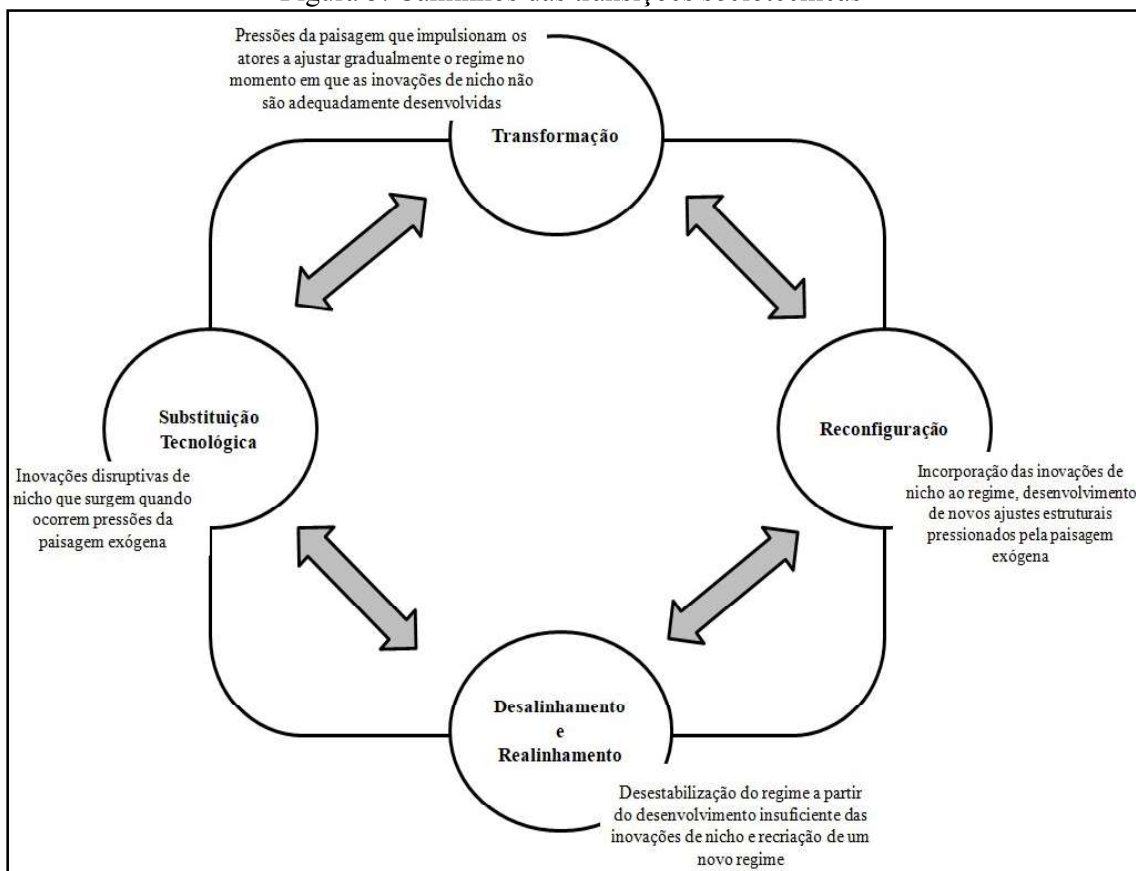 Pressões da paisagem que impulsionam os
atores a ajustar gradualmente o regime no
momento em que as inovações de nicho não
são adequadamente desenvolvidas
Transformação
Substituição
Tecnológica
Inovações disruptivas de
nicho que surgem quando
ocorrem pressões da
paisagem exógena
Reconfiguração
Incorporação das inovações de
nicho ao regime, desenvolvimento
de novos ajustes estruturais
pressionados pela paisagem
exógena
Desalinhamento
e
Realinhamento
Desestabilização do regime a partir
do desenvolvimento insuficiente das
inovações de nicho e recriação de um
novo regime